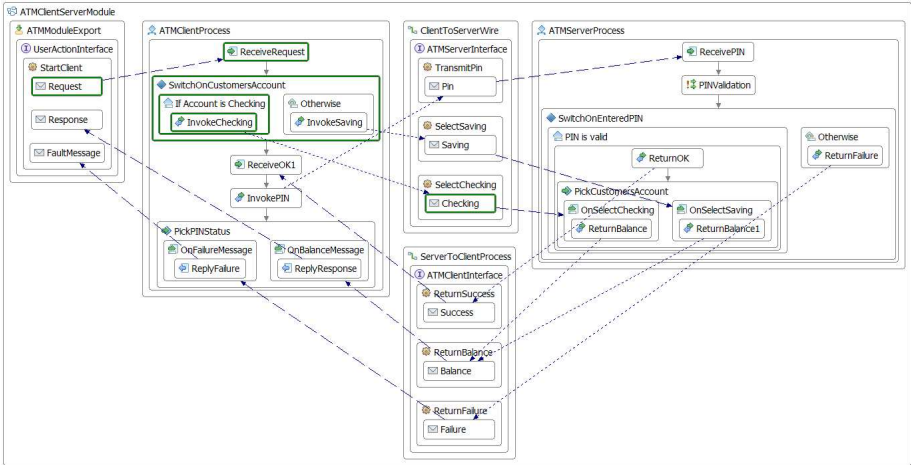 ATMClientServerModule
ATMModuleExport
UserActionInterface
StartClient
Request
Response
FaultMessage
ATMClientProcess
ReceiveRequest
SwitchOnCustomersAccount
If Account is Checking
InvokeChecking
Otherwise
InvokeSaving
ReceiveOK1
InvokePIN
PickPINStatus
OnFailureMessage
ReplyFailure
OnBalanceMessage
ReplyResponse
ClientToServerWire
ATMServerInterface
TransmitPin
Pin
SelectSaving
Saving
SelectChecking
Checking
ServerToClientProcess
ATMClientInterface
ReturnSuccess
Success
ReturnBalance
Balance
ReturnFailure
Failure
ATMServerProcess
ReceivePIN
PINValidation
SwitchOnEnteredPIN
PIN is valid
ReturnOK
PickCustomersAccount
OnSelectChecking
ReturnBalance
OnSelectSaving
ReturnBalance1
Otherwise
ReturnFailure